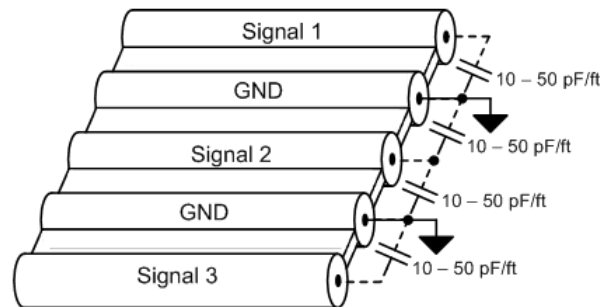 Signal 1
10 – 50 pF/ft
GND
10 – 50 pF/ft
Signal 2
10 – 50 pF/ft
GND
10 – 50 pF/ft
Signal 3